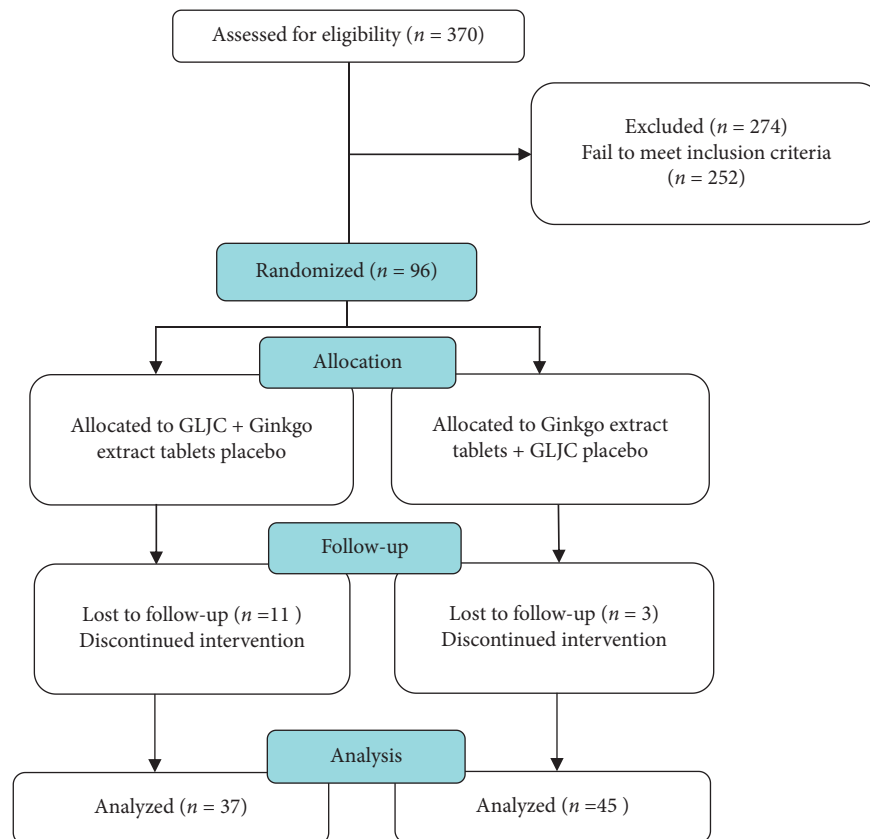 Assessed for eligibility (n = 370)
Excluded (n = 274)
Fail to meet inclusion criteria
(n = 252)
Randomized (n = 96)
Allocation
Allocated to GLJC + Ginkgo
extract tablets placebo
Allocated to Ginkgo extract
tablets + GLJC placebo
Follow-up
Lost to follow-up (n =11 )
Discontinued intervention
Lost to follow-up (n = 3)
Discontinued intervention
Analysis
Analyzed (n = 37)
Analyzed (n =45 )